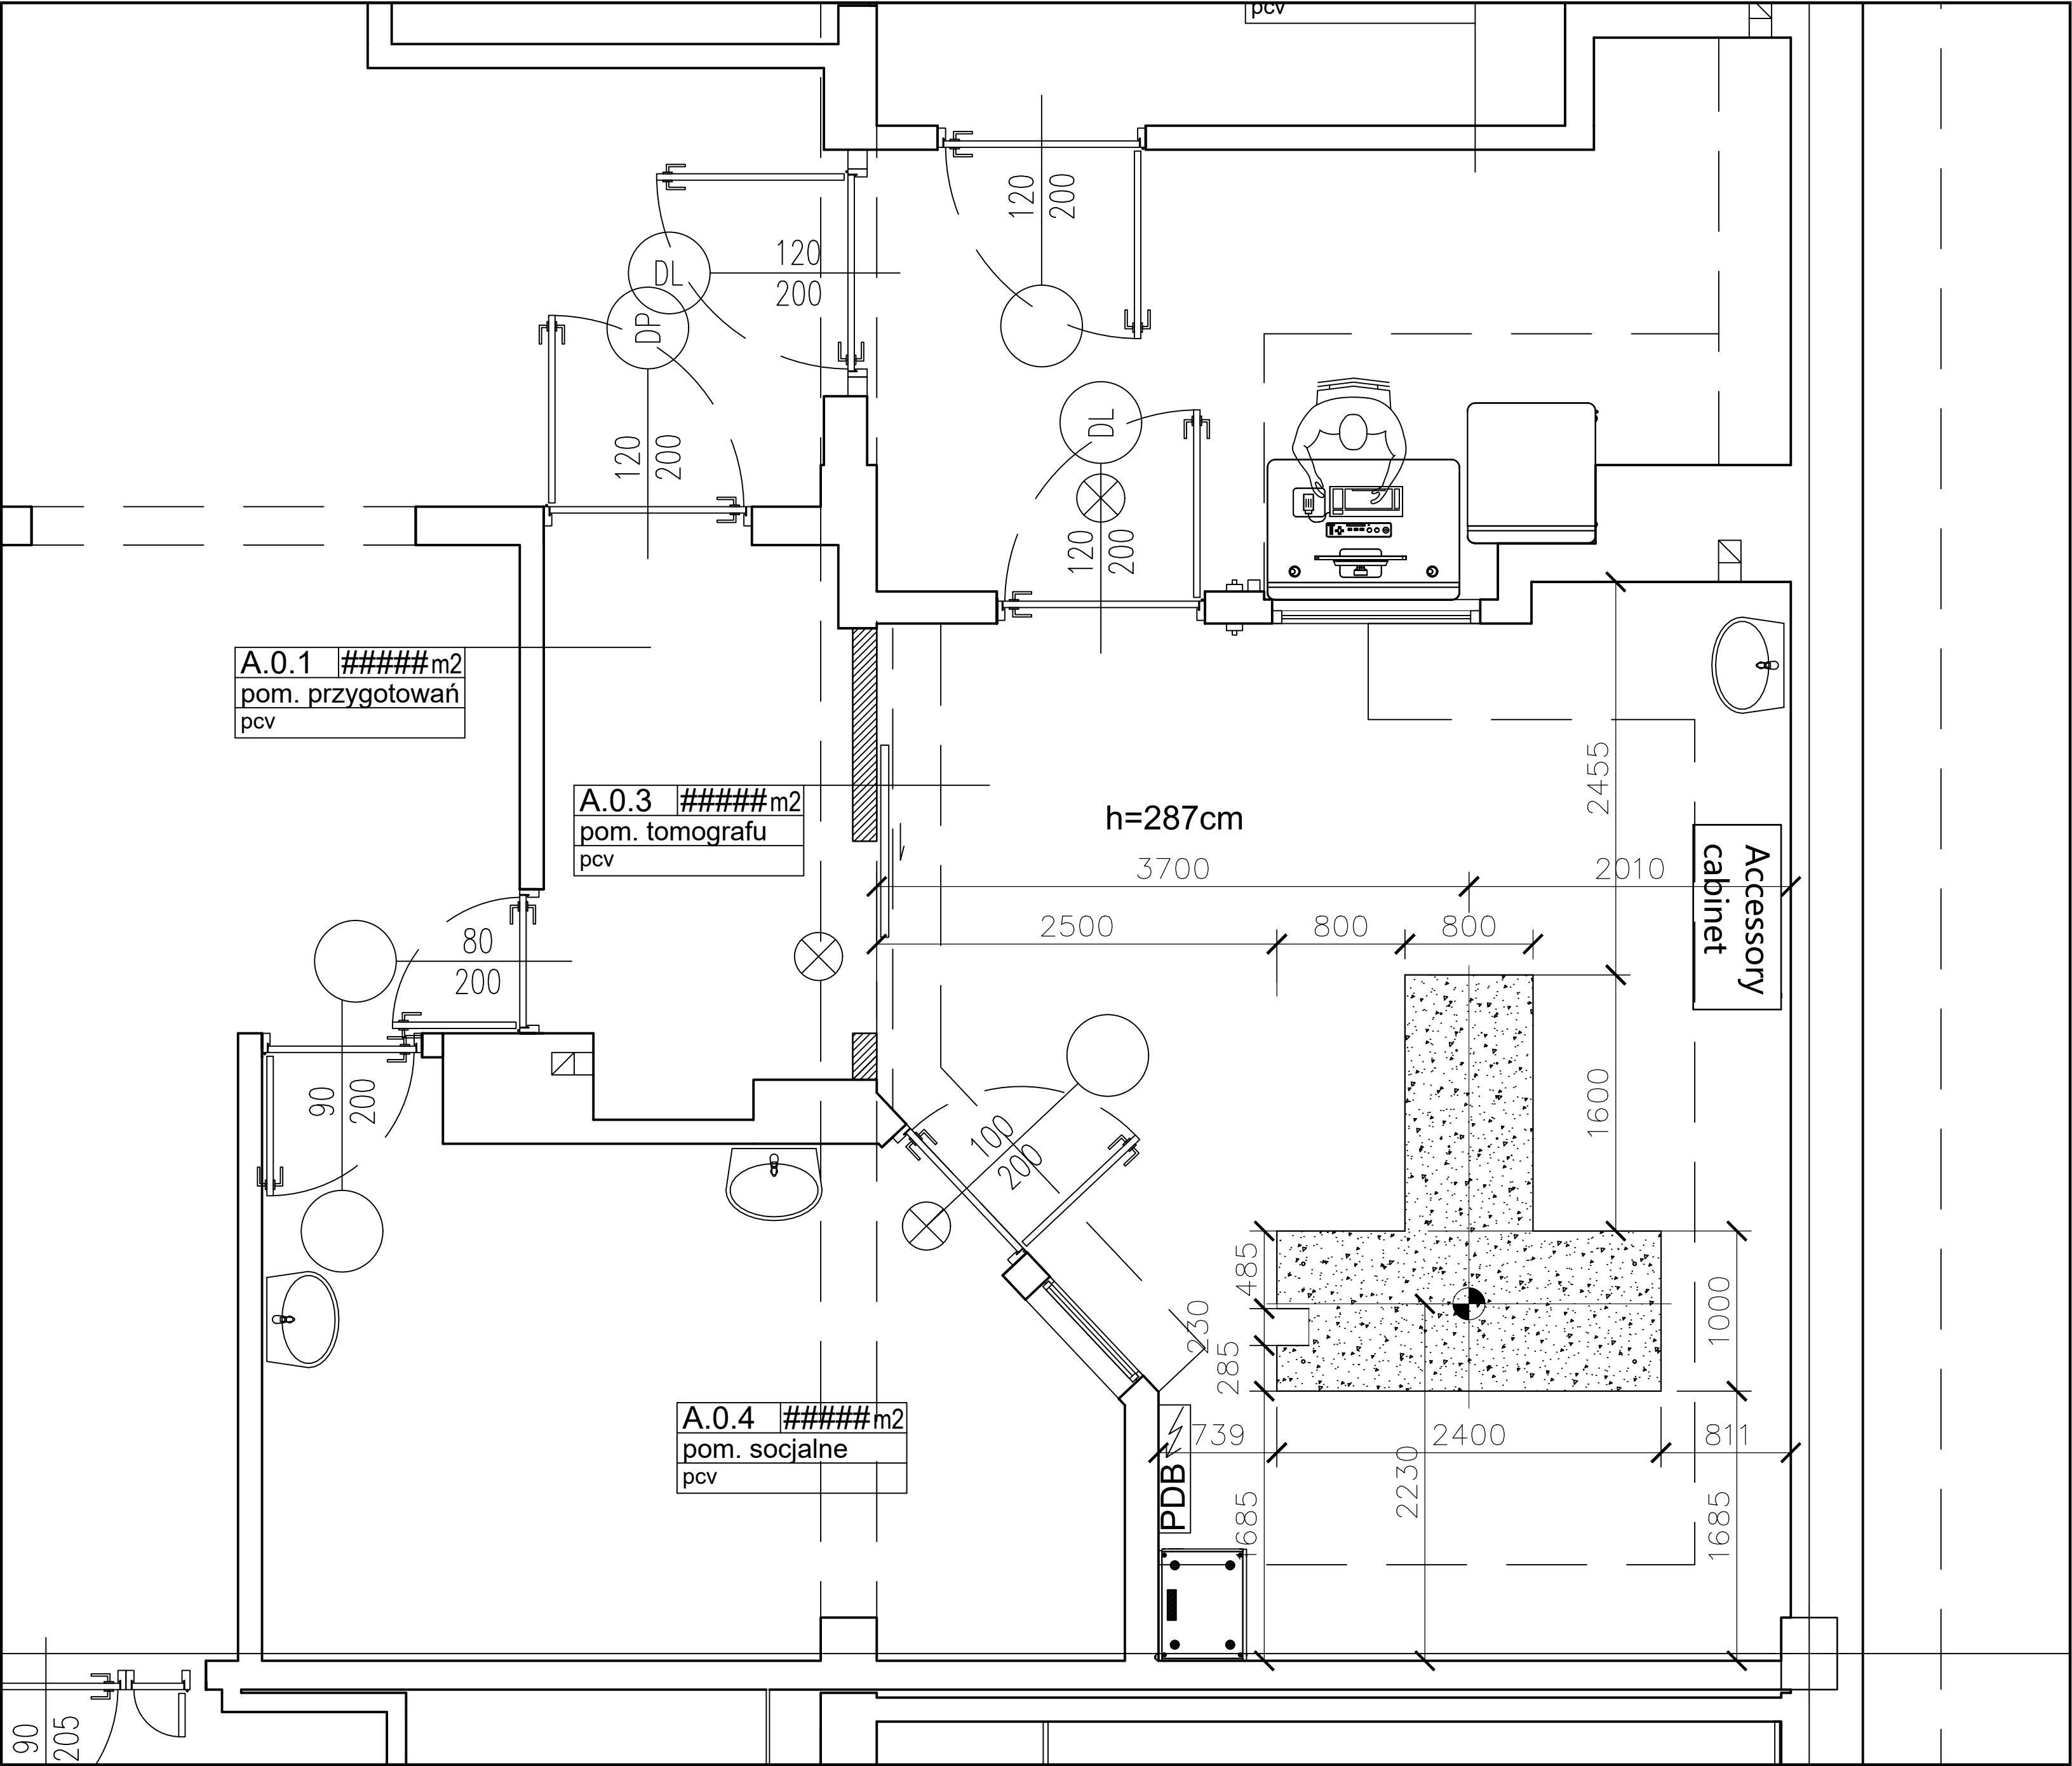 pcv
120
200
DL
120
200
DP
120
200
DL
120
200
A.0.1 #####m2
pom. przygotowań
pcv
A.0.3 #####m2
pom. tomografu
pcv
h=287cm
2455
3700
2010
Accessory
cabinet
2500
800
800
80
200
90
200
100
200
1600
485
230
285
1000
739
2400
811
A.0.4 #####m2
pom. socjalne
pcv
PDB
685
2230
1685
90
205